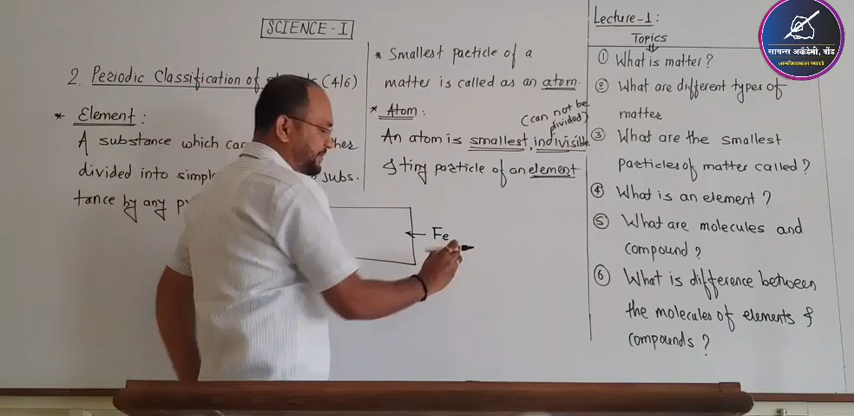 SCIENCE - I
2. Periodic Classification of (4/6)
* Element:
A substance which can
divided into simpl subs.
tance by any
* Smallest particle of a
matter is called as an atom.
* Atom:
(can not be
divided)
An atom is smallest, indivisible
& tiny particle of an element
Fe
Lecture-1:
Topics
① What is matter?
② What are different types of
matter
③ What are the smallest
particles of matter called?
④ What is an element?
⑤ What are molecules and
compound?
⑥ What is difference between
the molecules of elements &
compounds?
सायन्स अकॅडेमी, बोंड